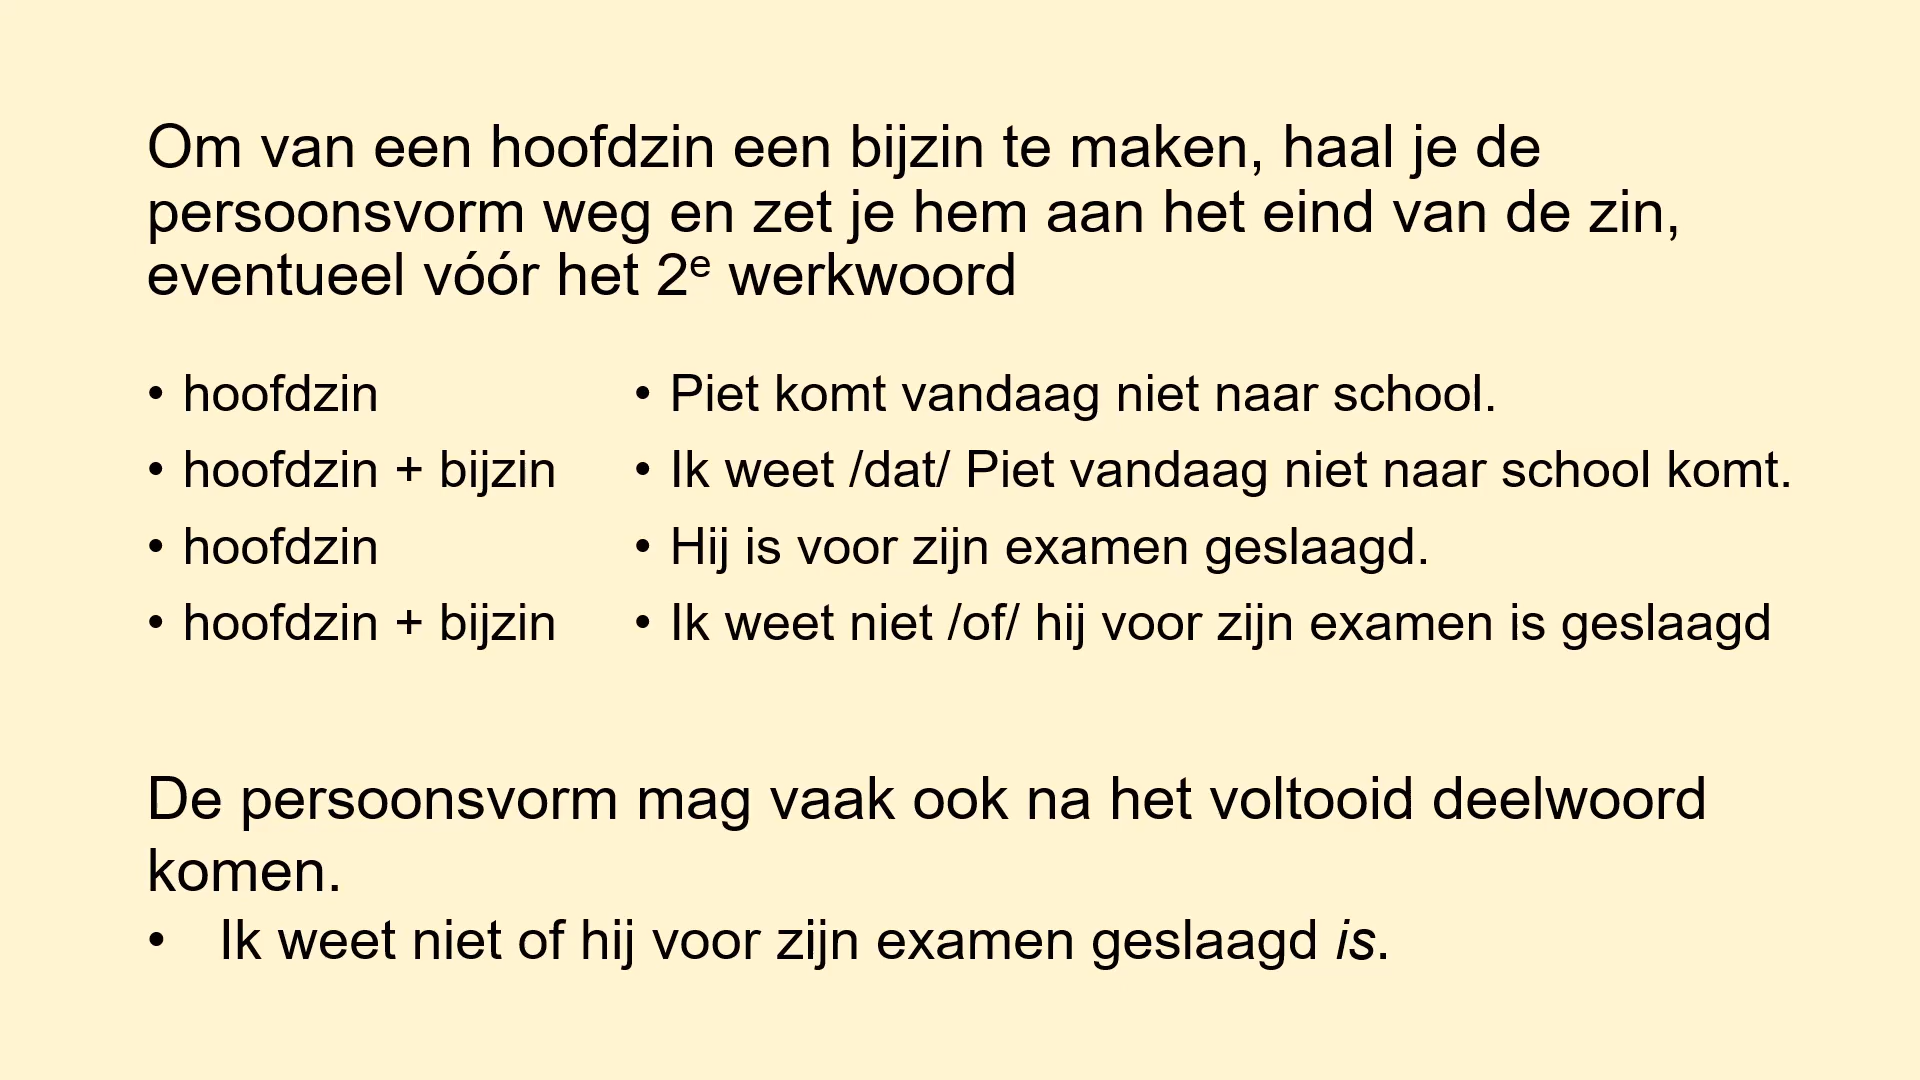 Om van een hoofdzin een bijzin te maken, haal je de
persoonsvorm weg en zet je hem aan het eind van de zin,
eventueel vóór het 2e werkwoord
• hoofdzin • Piet komt vandaag niet naar school.
• hoofdzin + bijzin • Ik weet /dat/ Piet vandaag niet naar school komt.
• hoofdzin • Hij is voor zijn examen geslaagd.
• hoofdzin + bijzin • Ik weet niet /of/ hij voor zijn examen is geslaagd
De persoonsvorm mag vaak ook na het voltooid deelwoord
komen.
• Ik weet niet of hij voor zijn examen geslaagd is.